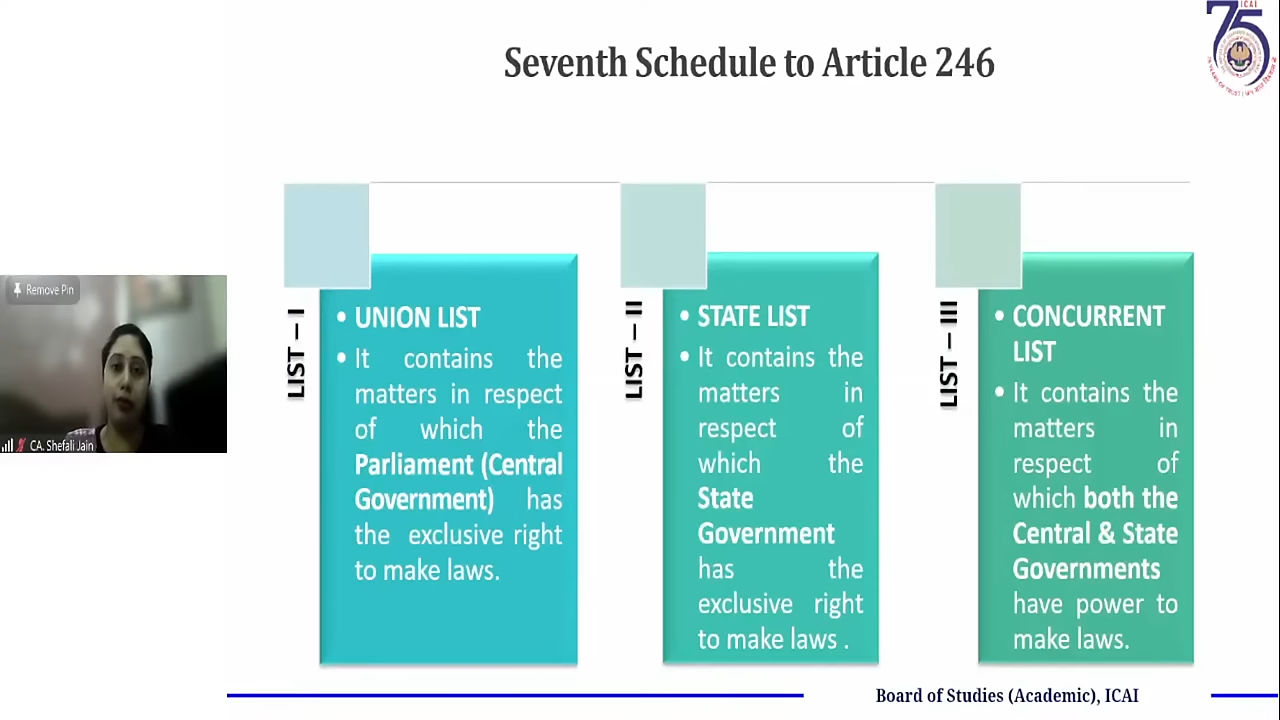 ICAI
75
Seventh Schedule to Article 246
LIST – I
• UNION LIST
• It contains the
matters in respect
of which the
Parliament (Central
Government) has
the exclusive right
to make laws.
LIST – II
• STATE LIST
• It contains the
matters in
respect of
which the
State
Government
has the
exclusive right
to make laws .
LIST – III
• CONCURRENT
LIST
• It contains the
matters in
respect of
which both the
Central & State
Governments
have power to
make laws.
Remove Pin
CA. Shefali Jain
Board of Studies (Academic), ICAI